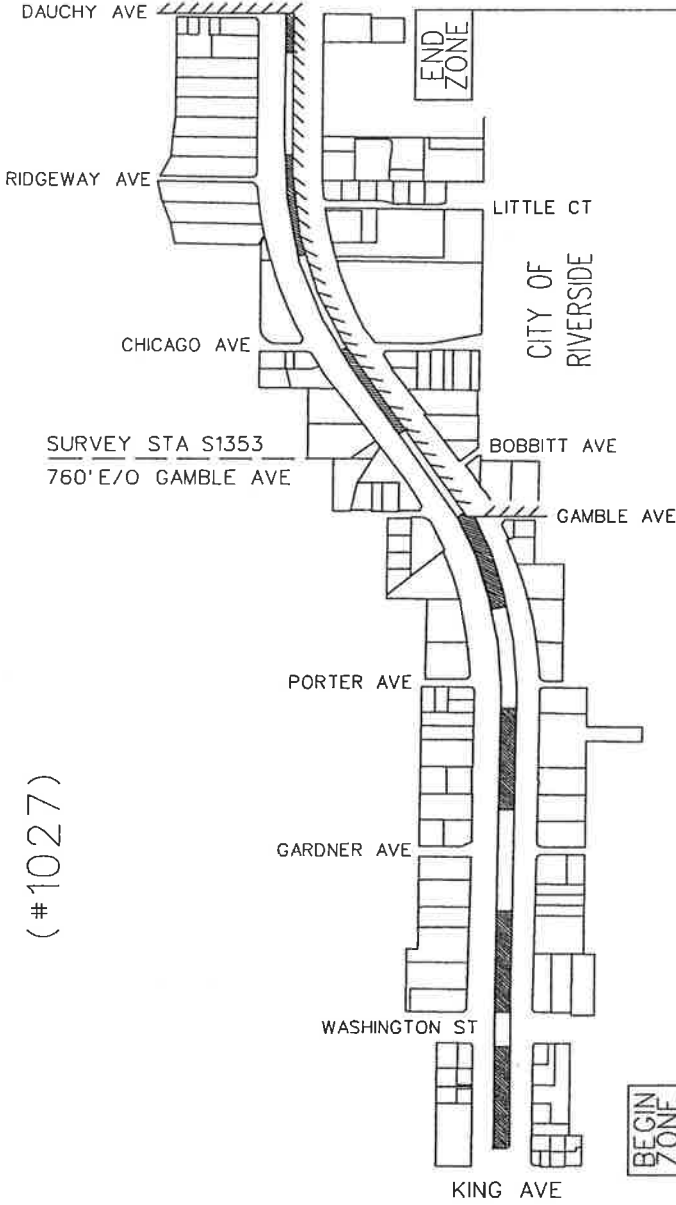 DAUCHY AVE
END
ZONE
RIDGEWAY AVE
LITTLE CT
CITY OF
RIVERSIDE
CHICAGO AVE
SURVEY STA S1353
760' E/O GAMBLE AVE
BOBBITT AVE
GAMBLE AVE
PORTER AVE
(#1027)
GARDNER AVE
WASHINGTON ST
BEGIN
ZONE
KING AVE